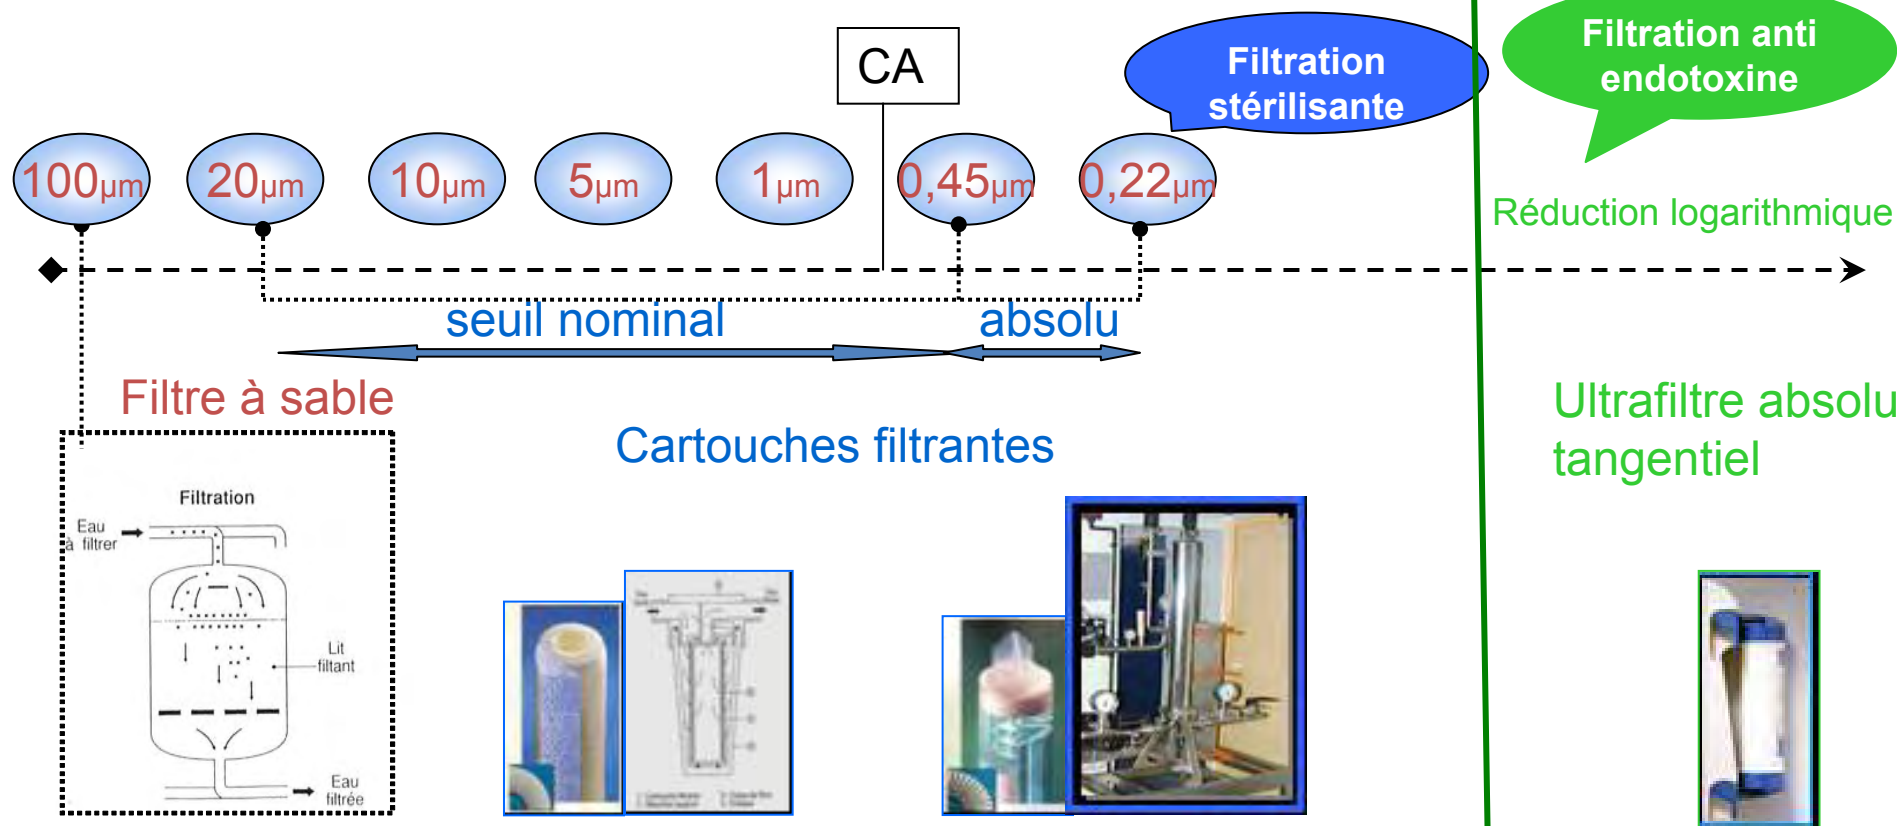 CA
Filtration
stérilisante
Filtration anti
endotoxine
100µm
20µm
10µm
5µm
1µm
0,45µm
0,22µm
Réduction logarithmique
seuil nominal
absolu
Filtre à sable
Cartouches filtrantes
Ultrafiltre absolu
tangentiel
Filtration
Eau
à filtrer
Lit
filtant
Eau
filtrée